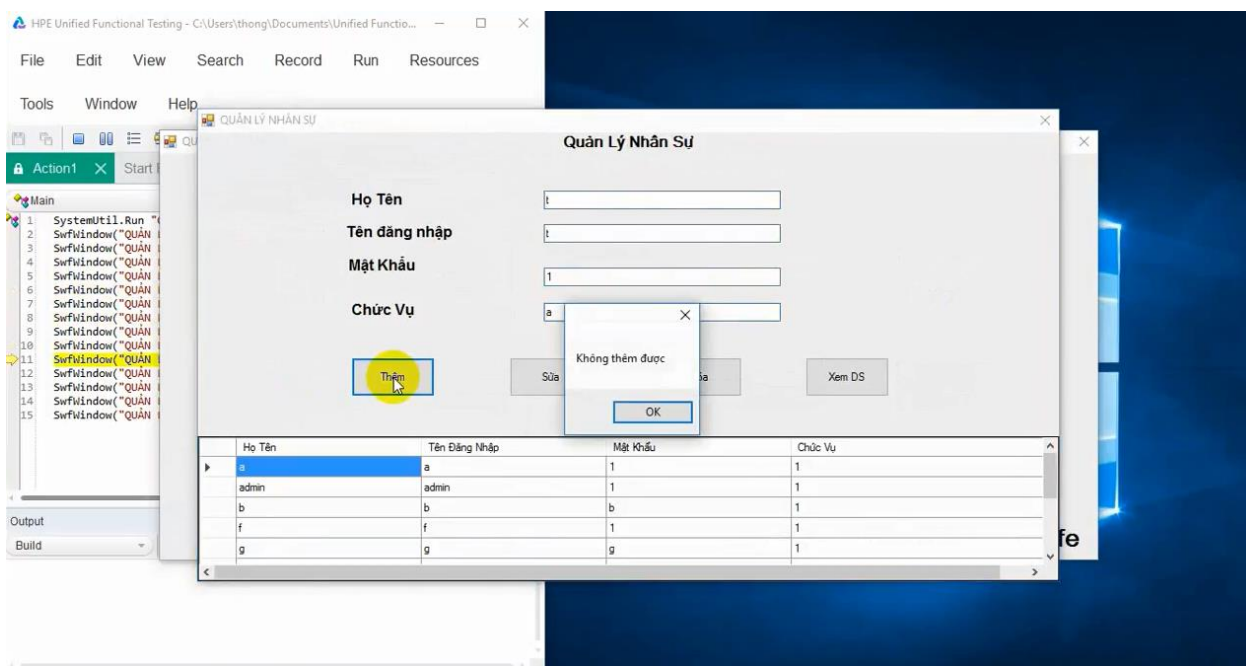 HPE Unified Functional Testing - C:\Users\thong\Documents\Unified Functio...
File Edit View Search Record Run Resources
Tools Window Help
QUẢN LÝ NHÂN SỰ
QU
Quản Lý Nhân Sự
Action1 Start
Main
1 SystemUtil.Run "
2 SwfWindow("QUẢN
3 SwfWindow("QUẢN
4 SwfWindow("QUẢN
5 SwfWindow("QUẢN
6 SwfWindow("QUẢN
7 SwfWindow("QUẢN
8 SwfWindow("QUẢN
9 SwfWindow("QUẢN
10 SwfWindow("QUẢN
11 SwfWindow("QUẢN
12 SwfWindow("QUẢN
13 SwfWindow("QUẢN
14 SwfWindow("QUẢN
15 SwfWindow("QUẢN
Họ Tên t
Tên đăng nhập t
Mật Khẩu 1
Chức Vụ a
Không thêm được
OK
Thêm Sửa óa Xem DS
Họ Tên Tên Đăng Nhập Mật Khẩu Chức Vụ
a a 1 1
admin admin 1 1
b b b 1
f f 1 1
g g g 1
Output
Build
fe